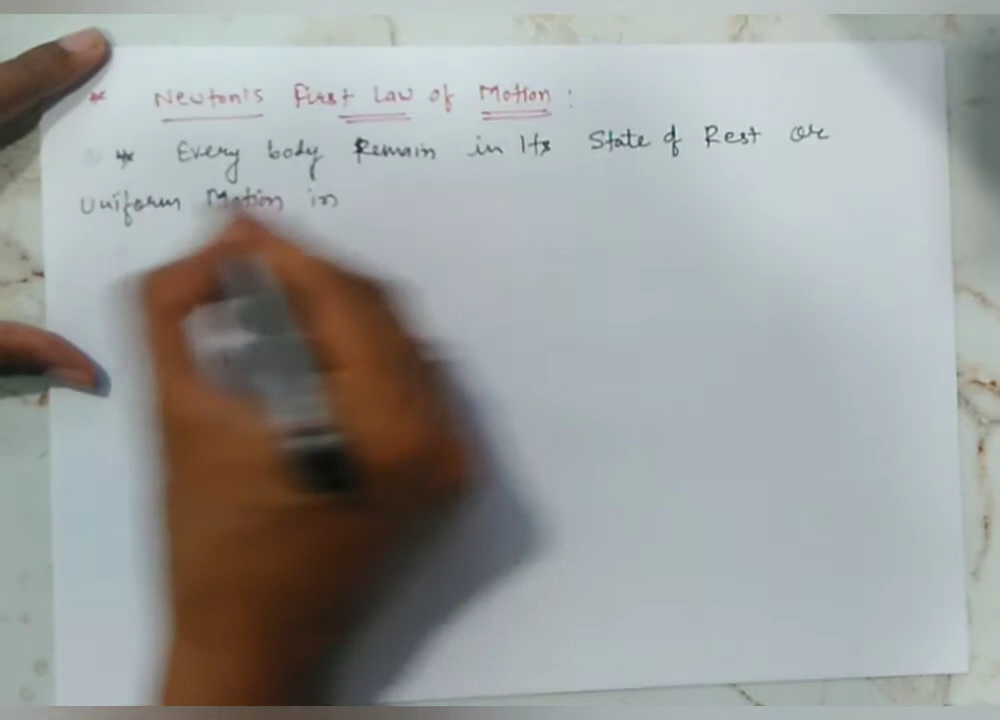 * Newton's First Law of Motion :
* Every body Remain in Its State of Rest or
Uniform Motion in